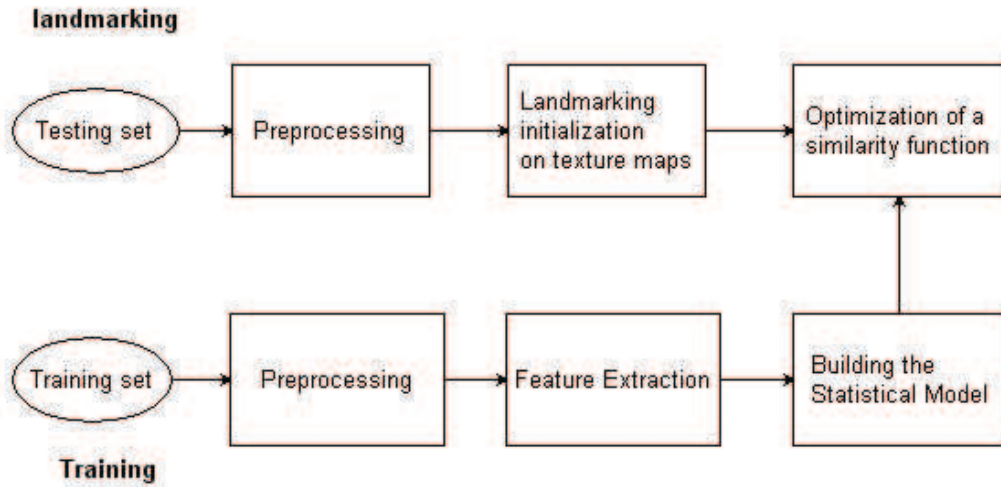 landmarking
Testing set
Preprocessing
Landmarking
initialization
on texture maps
Optimization of a
similarity function
Training set
Preprocessing
Feature Extraction
Building the
Statistical Model
Training